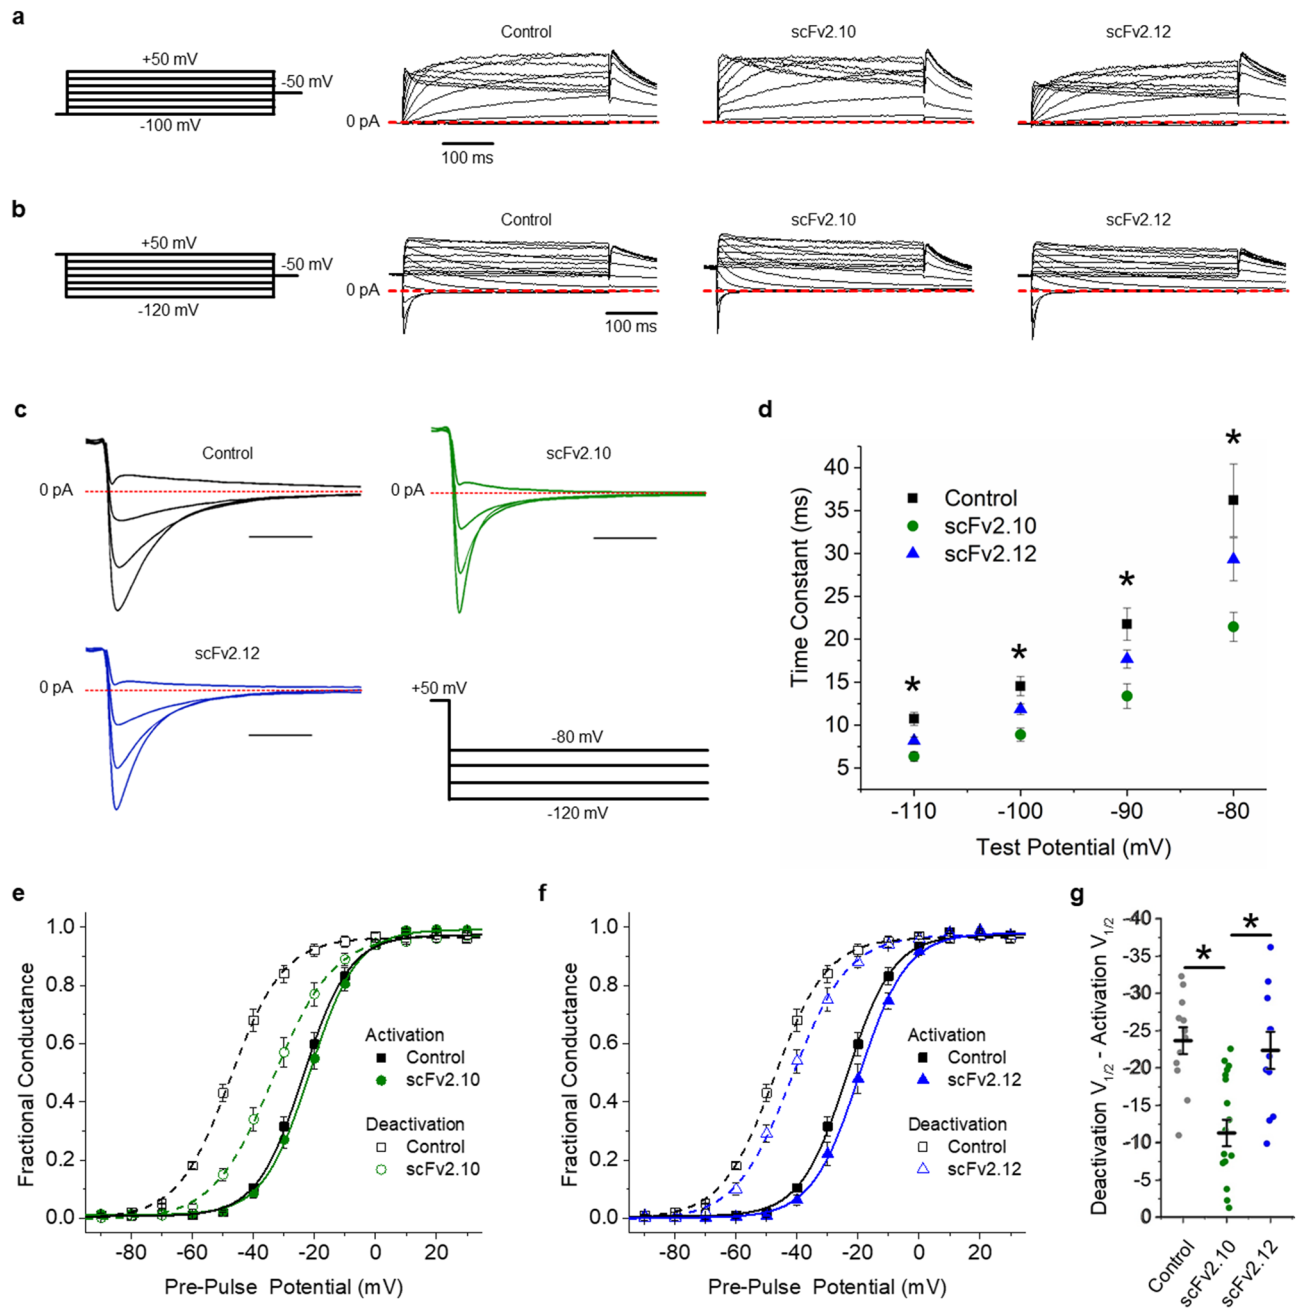 a
Control
scFv2.10
scFv2.12
+50 mV
-50 mV
-100 mV
0 pA
100 ms
b
Control
scFv2.10
scFv2.12
+50 mV
-50 mV
-120 mV
0 pA
100 ms
c
Control
0 pA
scFv2.10
0 pA
scFv2.12
0 pA
+50 mV
-80 mV
-120 mV
d
Time Constant (ms)
40
35
30
25
20
15
10
5
Control
scFv2.10
scFv2.12
*
*
*
*
-110
-100
-90
-80
Test Potential (mV)
e
Fractional Conductance
1.0
0.8
0.6
0.4
0.2
0.0
Activation
Control
scFv2.10
Deactivation
Control
scFv2.10
-80
-60
-40
-20
0
20
Pre-Pulse Potential (mV)
f
Fractional Conductance
1.0
0.8
0.6
0.4
0.2
0.0
Activation
Control
scFv2.12
Deactivation
Control
scFv2.12
-80
-60
-40
-20
0
20
Pre-Pulse Potential (mV)
g
Deactivation V1/2 - Activation V1/2
-40
-35
-30
-25
-20
-15
-10
-5
0
*
*
Control
scFv2.10
scFv2.12